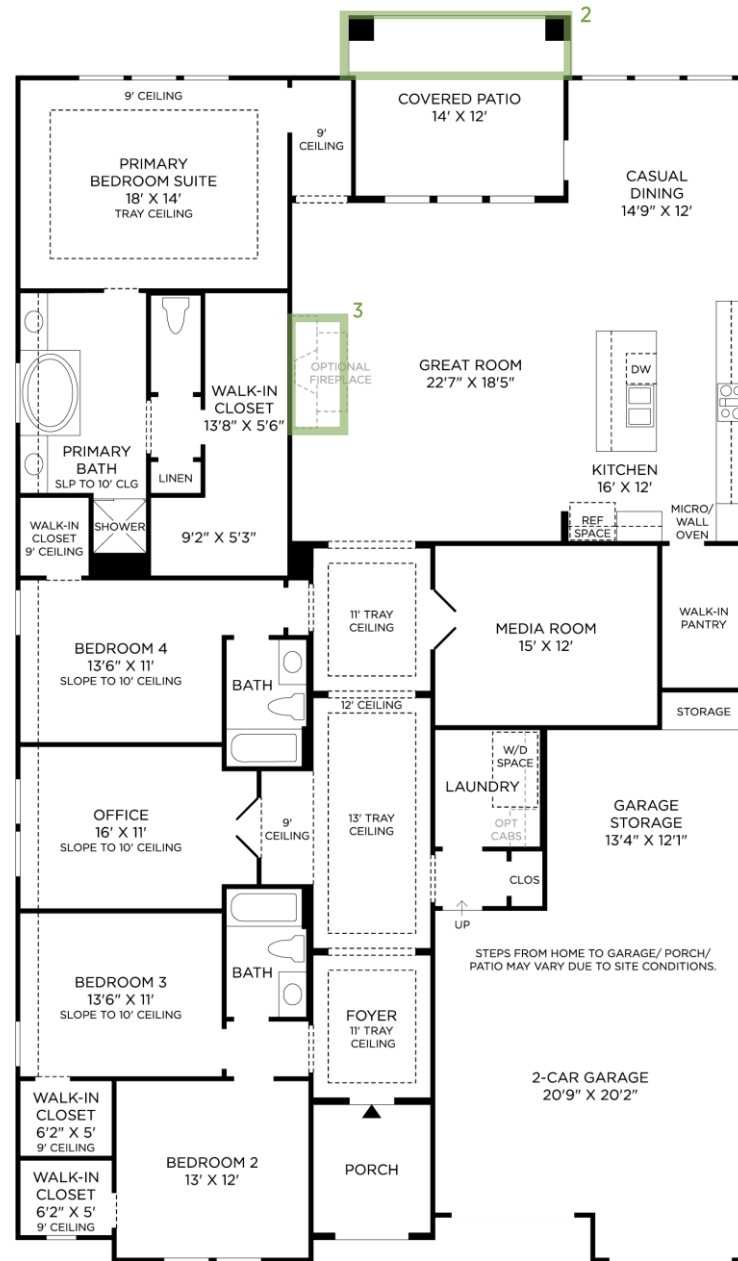 2
9' CEILING
COVERED PATIO
14' X 12'
9'
CEILING
PRIMARY
BEDROOM SUITE
18' X 14'
TRAY CEILING
CASUAL
DINING
14'9" X 12'
3
OPTIONAL
FIREPLACE
GREAT ROOM
22'7" X 18'5"
DW
WALK-IN
CLOSET
13'8" X 5'6"
PRIMARY
BATH
SLP TO 10' CLG
LINEN
KITCHEN
16' X 12'
WALK-IN
CLOSET
9' CEILING
SHOWER
9'2" X 5'3"
REF
SPACE
MICRO/
WALL
OVEN
11' TRAY
CEILING
MEDIA ROOM
15' X 12'
WALK-IN
PANTRY
BEDROOM 4
13'6" X 11'
SLOPE TO 10' CEILING
BATH
12' CEILING
STORAGE
W/D
SPACE
LAUNDRY
OPT
CABS
OFFICE
16' X 11'
SLOPE TO 10' CEILING
9'
CEILING
13' TRAY
CEILING
GARAGE
STORAGE
13'4" X 12'1"
CLOS
UP
STEPS FROM HOME TO GARAGE/ PORCH/
PATIO MAY VARY DUE TO SITE CONDITIONS.
BATH
BEDROOM 3
13'6" X 11'
SLOPE TO 10' CEILING
FOYER
11' TRAY
CEILING
2-CAR GARAGE
20'9" X 20'2"
WALK-IN
CLOSET
6'2" X 5'
9' CEILING
BEDROOM 2
13' X 12'
PORCH
WALK-IN
CLOSET
6'2" X 5'
9' CEILING